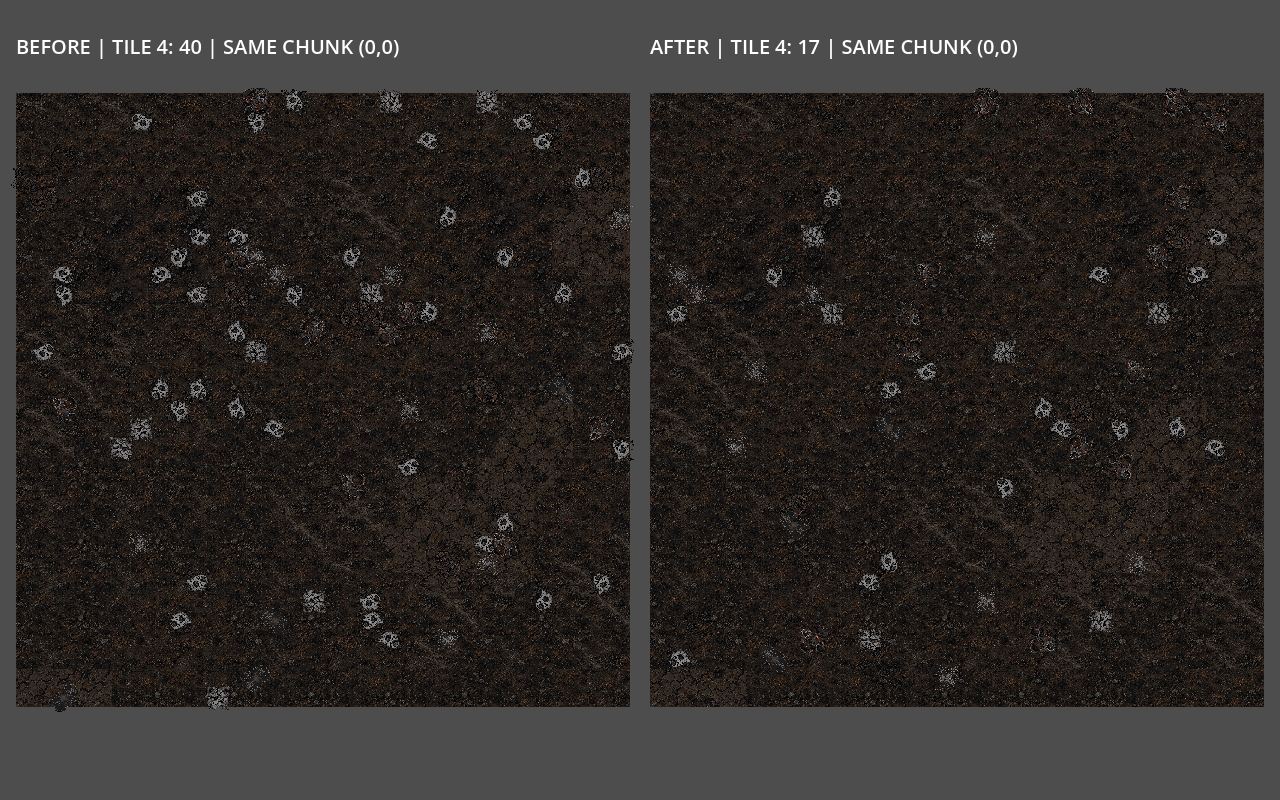 BEFORE | TILE 4: 40 | SAME CHUNK (0,0)
AFTER | TILE 4: 17 | SAME CHUNK (0,0)